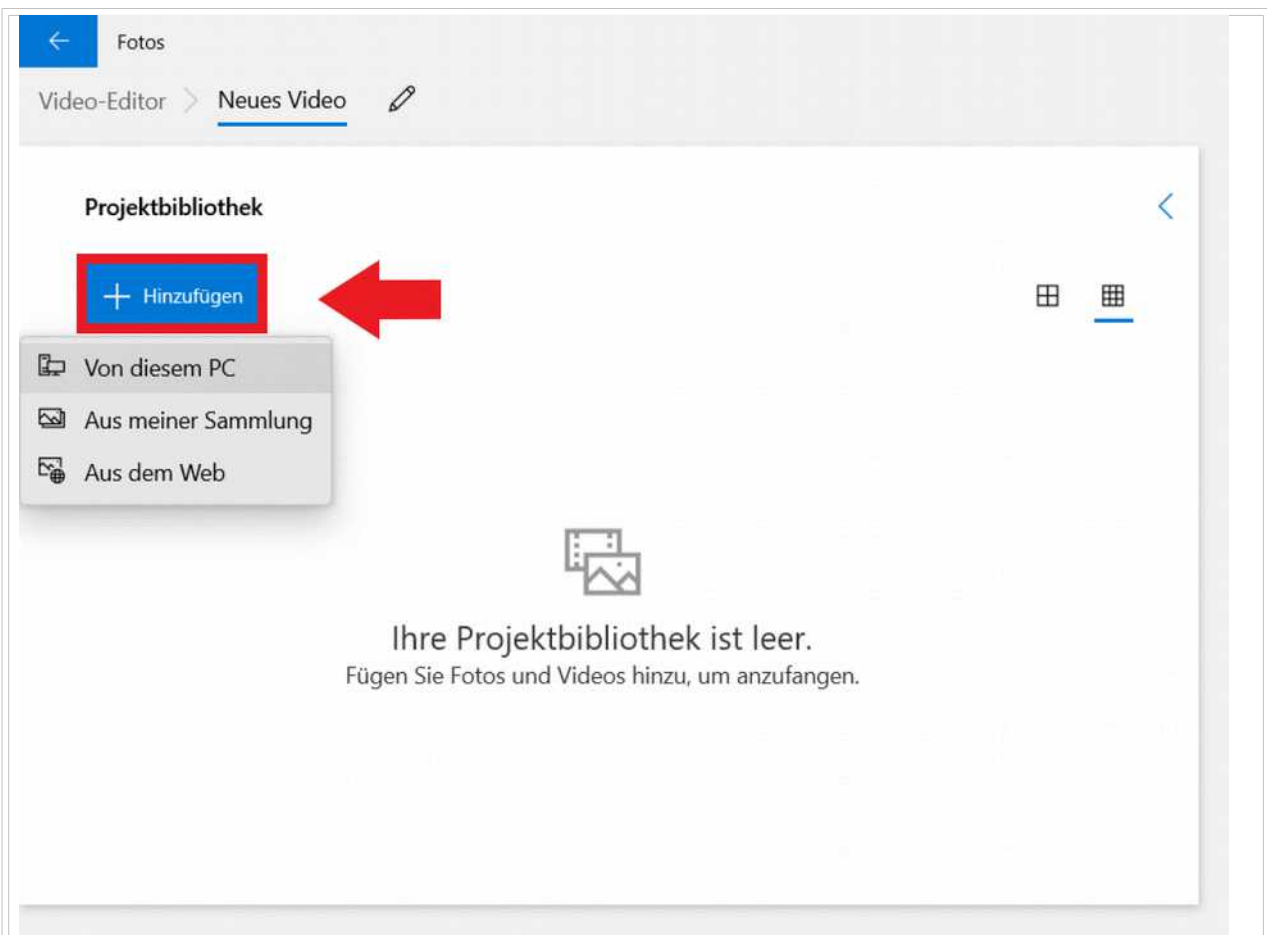 Fotos
Video-Editor > Neues Video
Projektbibliothek
Hinzufügen
Von diesem PC
Aus meiner Sammlung
Aus dem Web
Ihre Projektbibliothek ist leer.
Fügen Sie Fotos und Videos hinzu, um anzufangen.